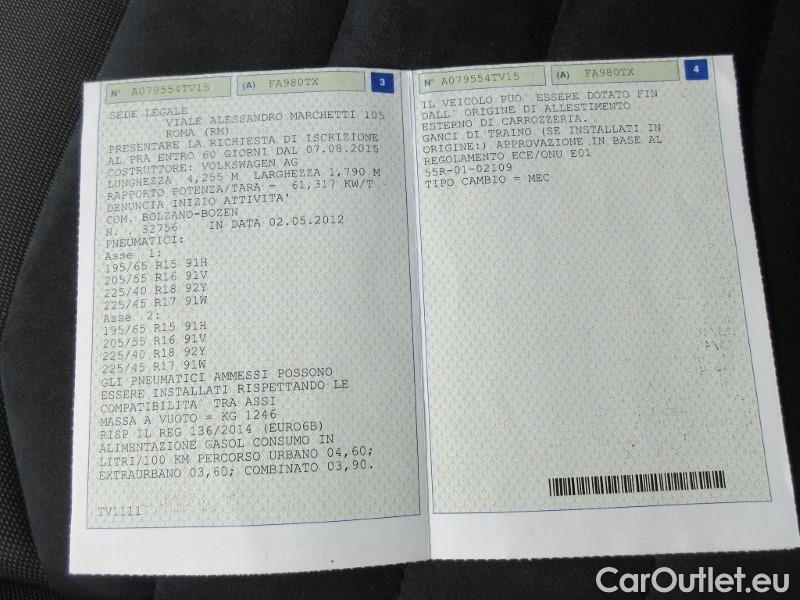 N° A079554TV15 (A) FA980TX 3
SEDE LEGALE
VIALE ALESSANDRO MARCHETTI 105
ROMA (RM)
PRESENTARE LA RICHIESTA DI ISCRIZIONE
AL PRA ENTRO 60 GIORNI DAL 07.08.2015
COSTRUTTORE: VOLKSWAGEN AG
LUNGHEZZA 4,255 M LARGHEZZA 1,790 M
RAPPORTO POTENZA/TARA = 61,317 KW/T
DENUNCIA INIZIO ATTIVITA'
COM. BOLZANO-BOZEN
N. . 32756 IN DATA 02.05.2012
PNEUMATICI:
Asse 1:
195/65 R15 91H
205/55 R16 91V
225/40 R18 92Y
225/45 R17 91W
Asse 2:
195/65 R15 91H
205/55 R16 91V
225/40 R18 92Y
225/45 R17 91W
GLI PNEUMATICI AMMESSI POSSONO
ESSERE INSTALLATI RISPETTANDO LE
COMPATIBILITA' TRA ASSI
MASSA A VUOTO = KG 1246
RISP IL REG 136/2014 (EURO6B)
ALIMENTAZIONE GASOL CONSUMO IN
LITRI/100 KM PERCORSO URBANO 04,60;
EXTRAURBANO 03,60; COMBINATO 03,90.
TV1111
N° A079554TV15 (A) FA980TX 4
IL VEICOLO PUO' ESSERE DOTATO FIN
DALL' ORIGINE DI ALLESTIMENTO
ESTERNO DI CARROZZERIA.
GANCI DI TRAINO (SE INSTALLATI IN
ORIGINE:) APPROVAZIONE IN BASE AL
REGOLAMENTO ECE/ONU E01
55R-01-02109
TIPO CAMBIO = MEC
CarOutlet.eu